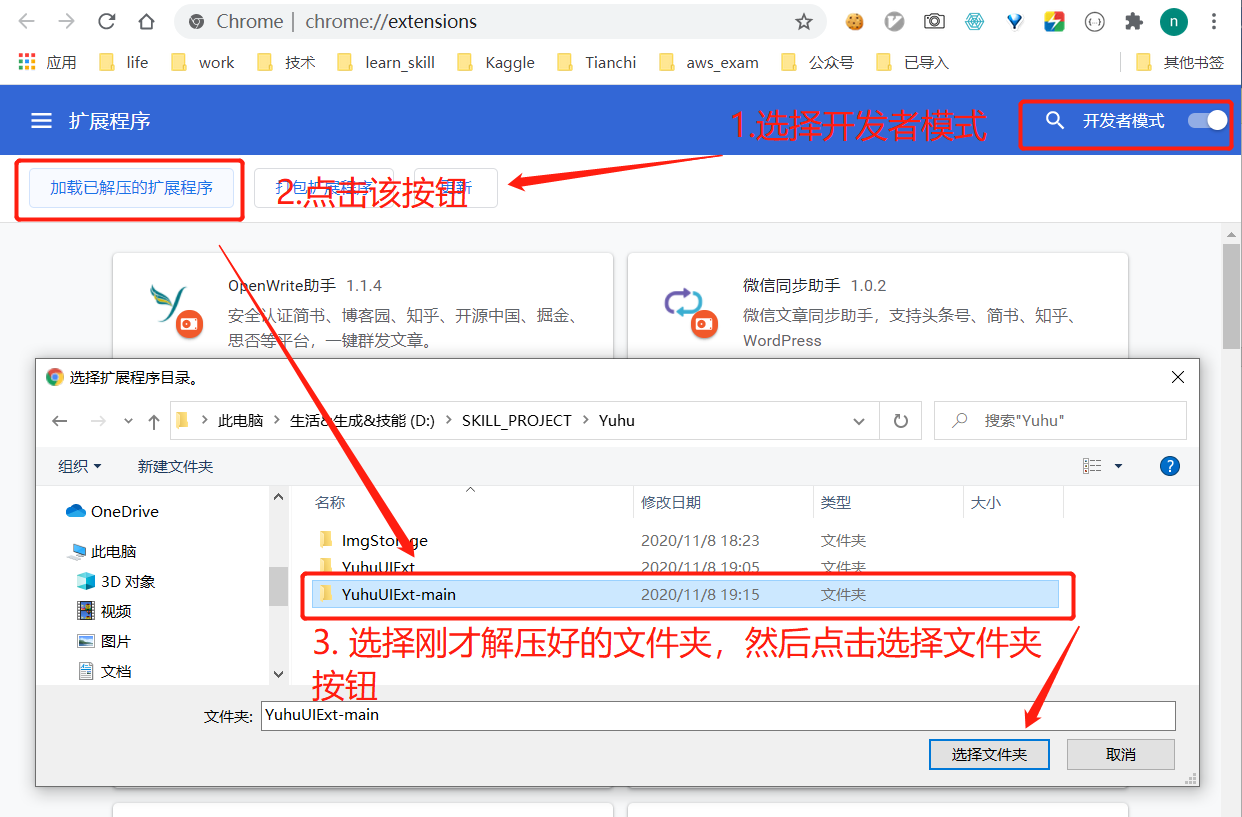 Chrome | chrome://extensions
n
应用 life work 技术 learn_skill Kaggle Tianchi aws_exam 公众号 已导入 其他书签
扩展程序
1.选择开发者模式
开发者模式
加载已解压的扩展程序 打包扩展程序 更新
2.点击该按钮
OpenWrite助手 1.1.4
安全认证简书、博客园、知乎、开源中国、掘金、
思否等平台，一键群发文章。
微信同步助手 1.0.2
微信文章同步助手，支持头条号、简书、知乎、
WordPress
选择扩展程序目录。
此电脑 生活&生成&技能 (D:) SKILL_PROJECT Yuhu
搜索"Yuhu"
组织 新建文件夹
?
OneDrive
此电脑
3D 对象
视频
图片
文档
名称 修改日期 类型 大小
ImgStorage 2020/11/8 18:23 文件夹
YuhuUIExt 2020/11/8 19:05 文件夹
YuhuUIExt-main 2020/11/8 19:15 文件夹
3. 选择刚才解压好的文件夹，然后点击选择文件夹
按钮
文件夹: YuhuUIExt-main
选择文件夹 取消